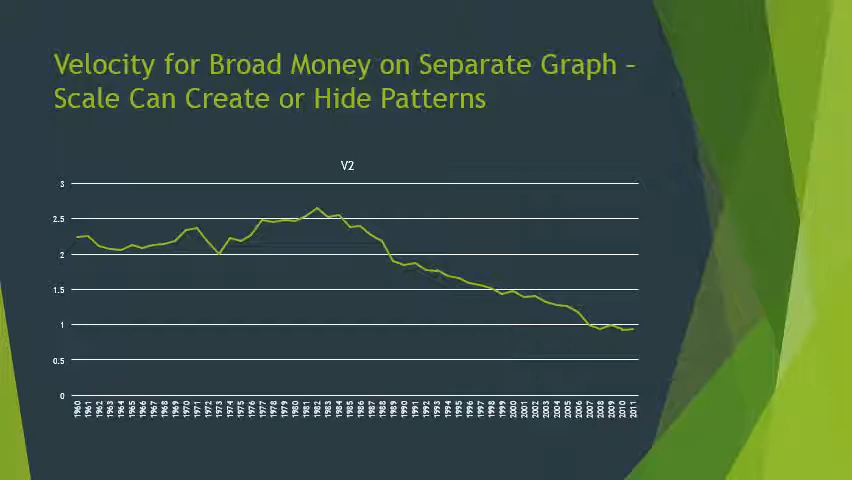 Velocity for Broad Money on Separate Graph –
Scale Can Create or Hide Patterns
V2
3
2.5
2
1.5
1
0.5
0
1960 1961 1962 1963 1964 1965 1966 1967 1968 1969 1970 1971 1972 1973 1974 1975 1976 1977 1978 1979 1980 1981 1982 1983 1984 1985 1986 1987 1988 1989 1990 1991 1992 1993 1994 1995 1996 1997 1998 1999 2000 2001 2002 2003 2004 2005 2006 2007 2008 2009 2010 2011